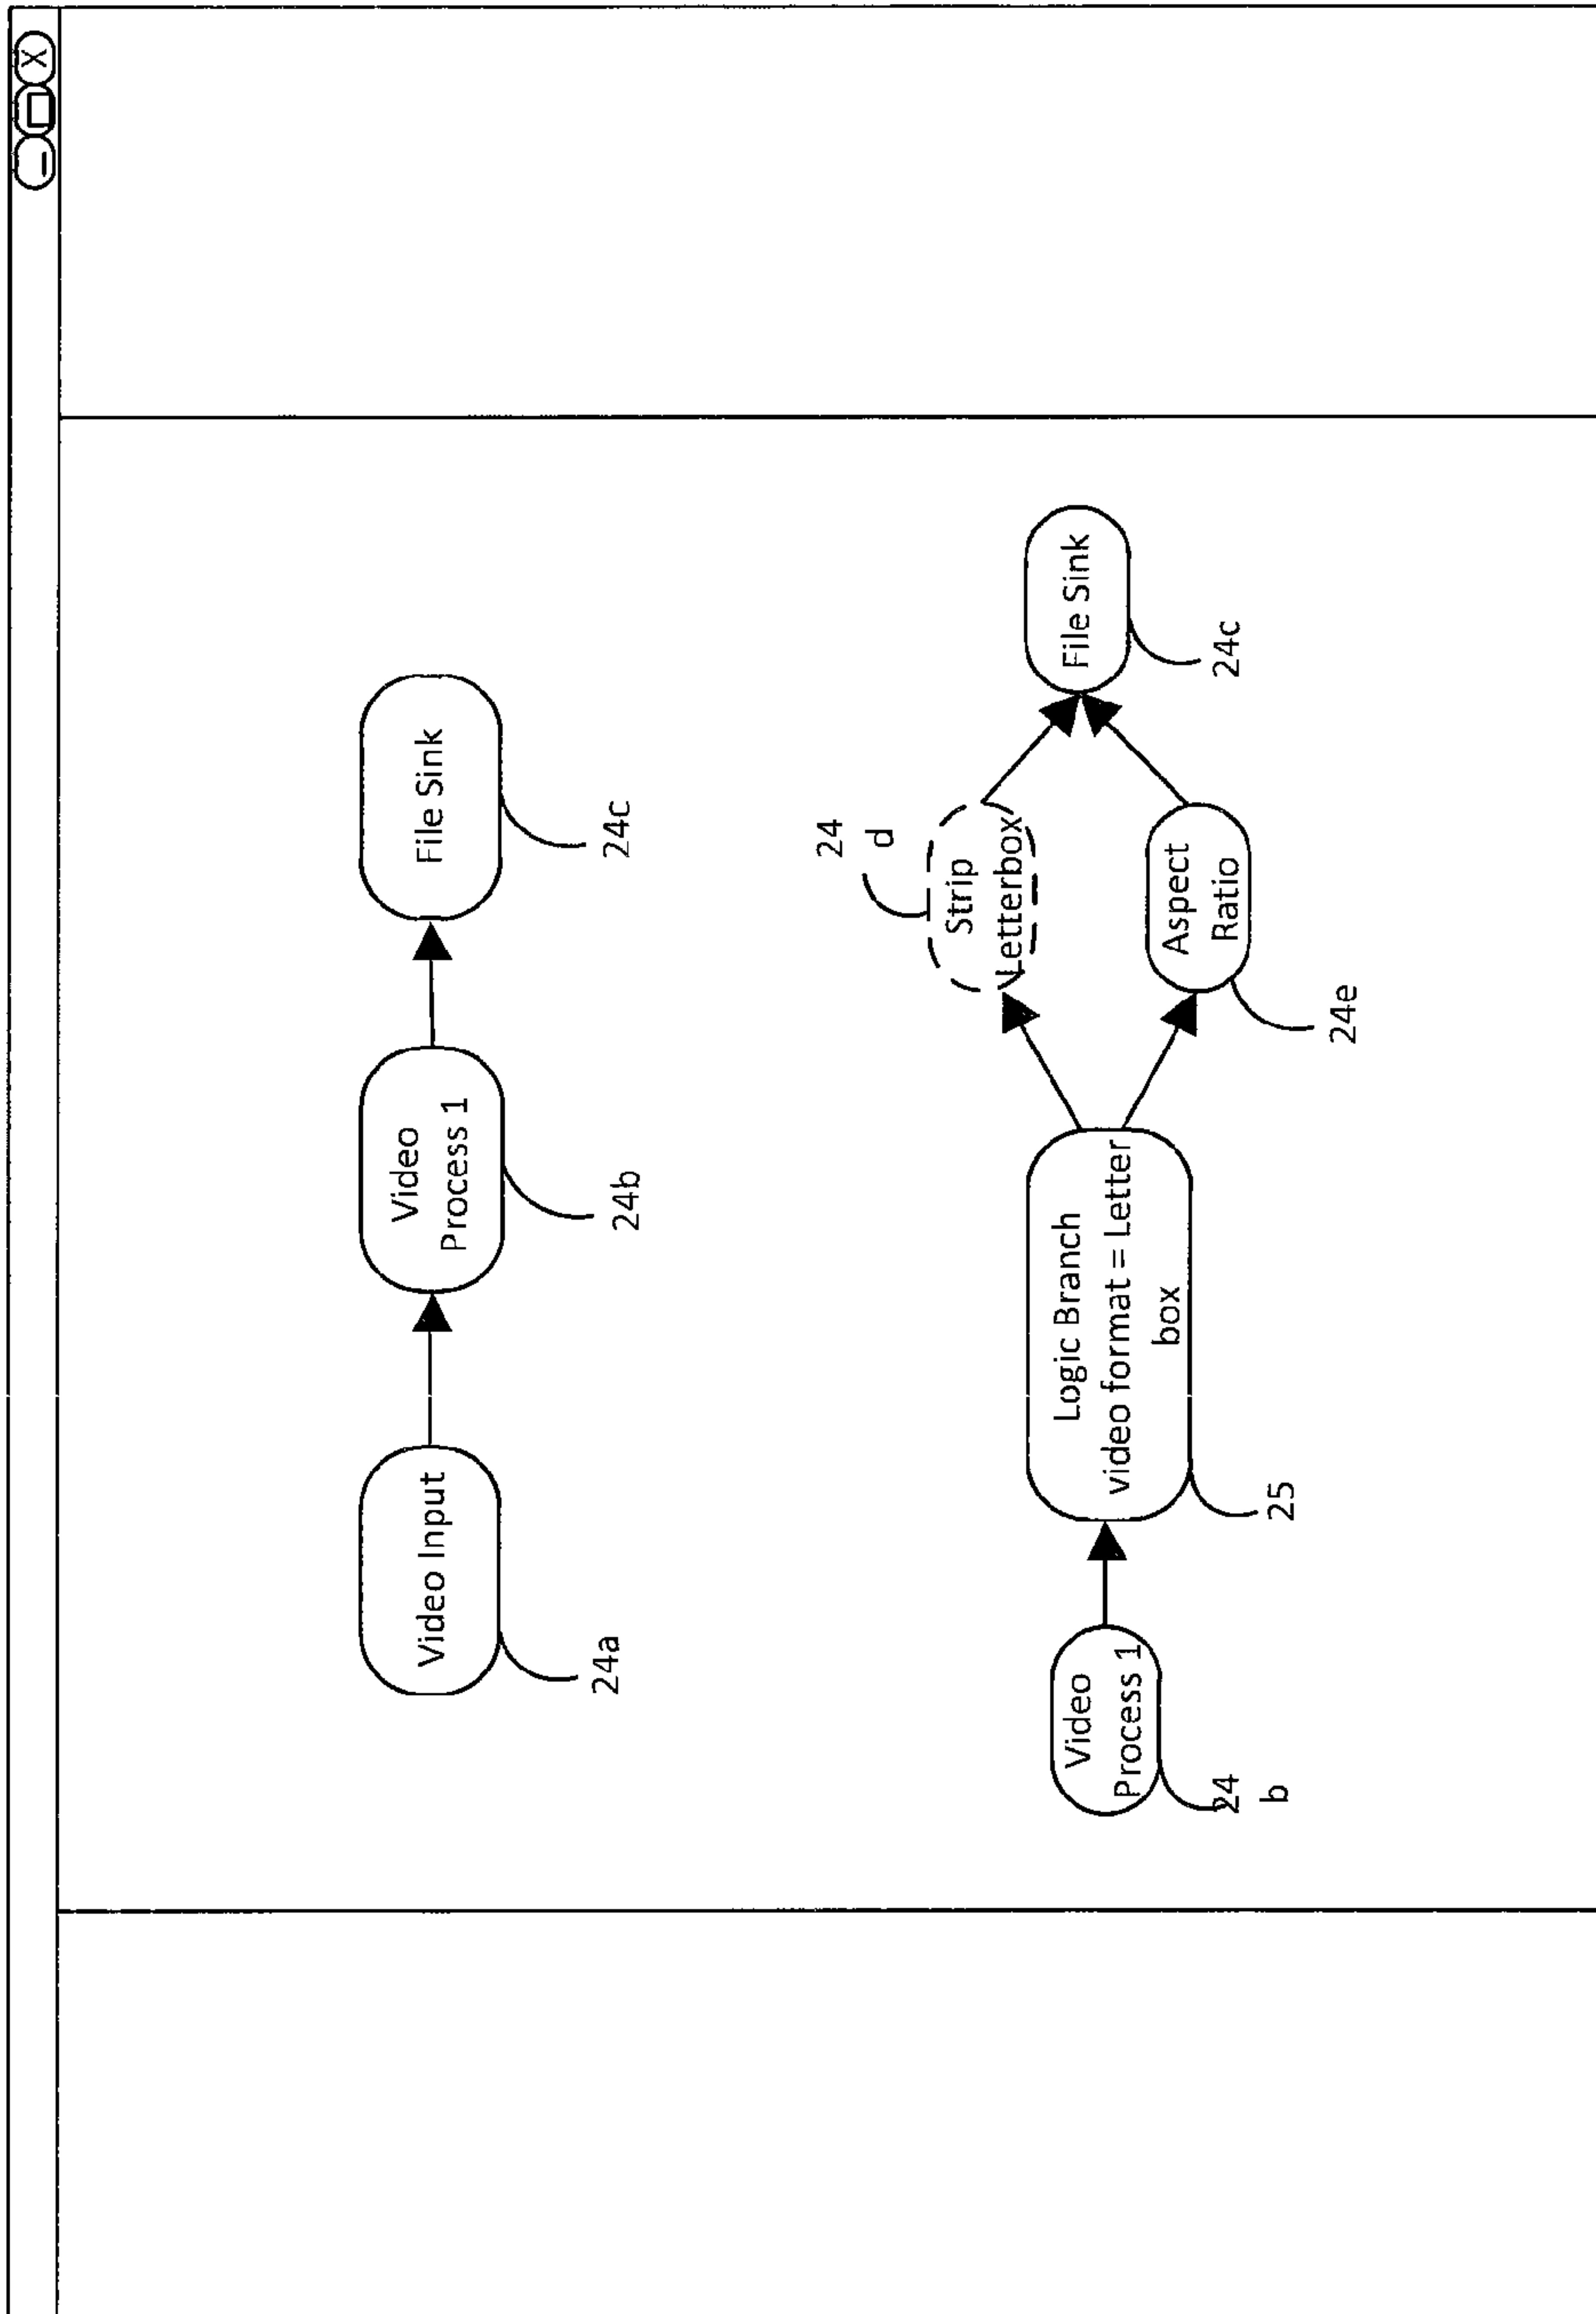 X
Video Input
24a
Video
Process 1
24b
File Sink
24c
Video
Process 1
24
b
Logic Branch
video format = Letter
box
25
Strip
Letterbox
24
d
Aspect
Ratio
24e
File Sink
24c